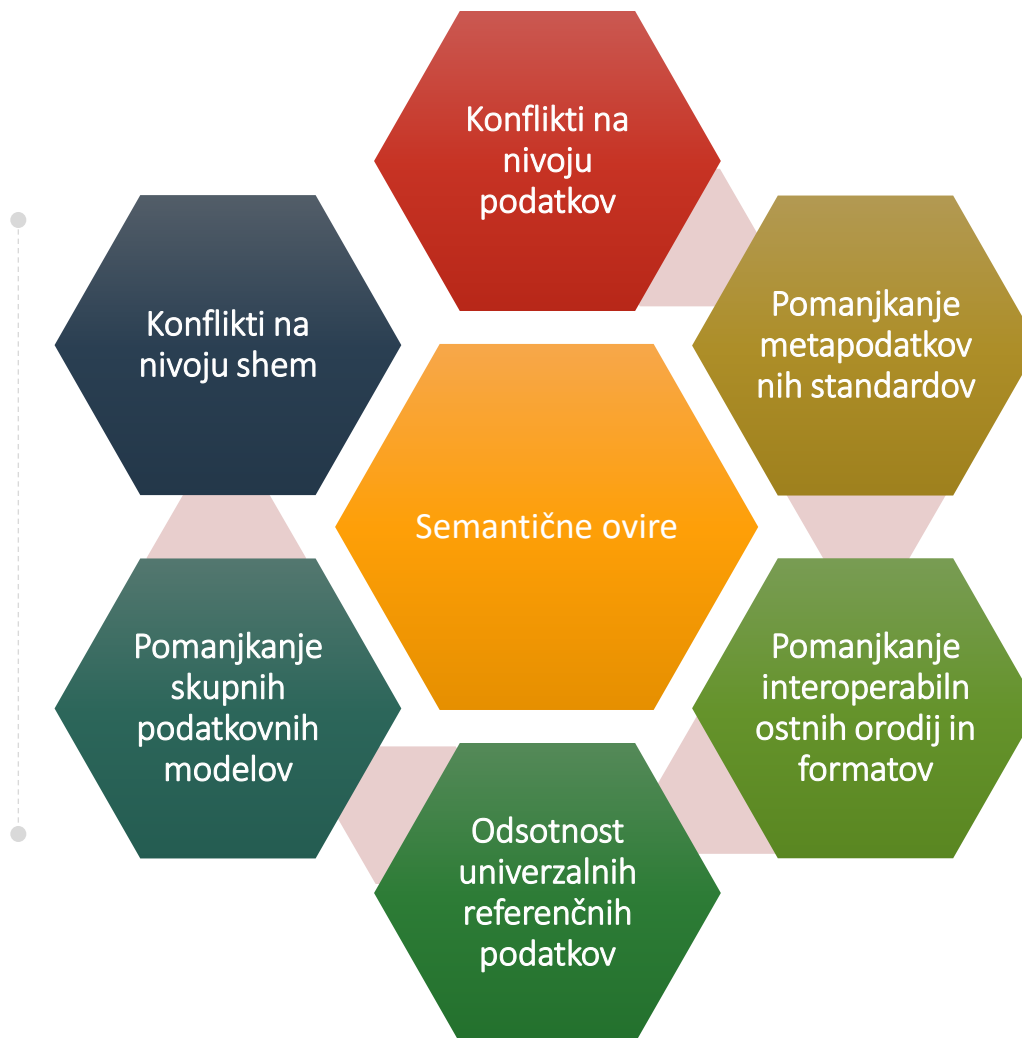 Konflikti na
nivoju
podatkov
Pomanjkanje
metapodatkov
nih standardov
Pomanjkanje
interoperabiln
ostnih orodij in
formatov
Odsotnost
univerzalnih
referenčnih
podatkov
Pomanjkanje
skupnih
podatkovnih
modelov
Konflikti na
nivoju shem
Semantične ovire